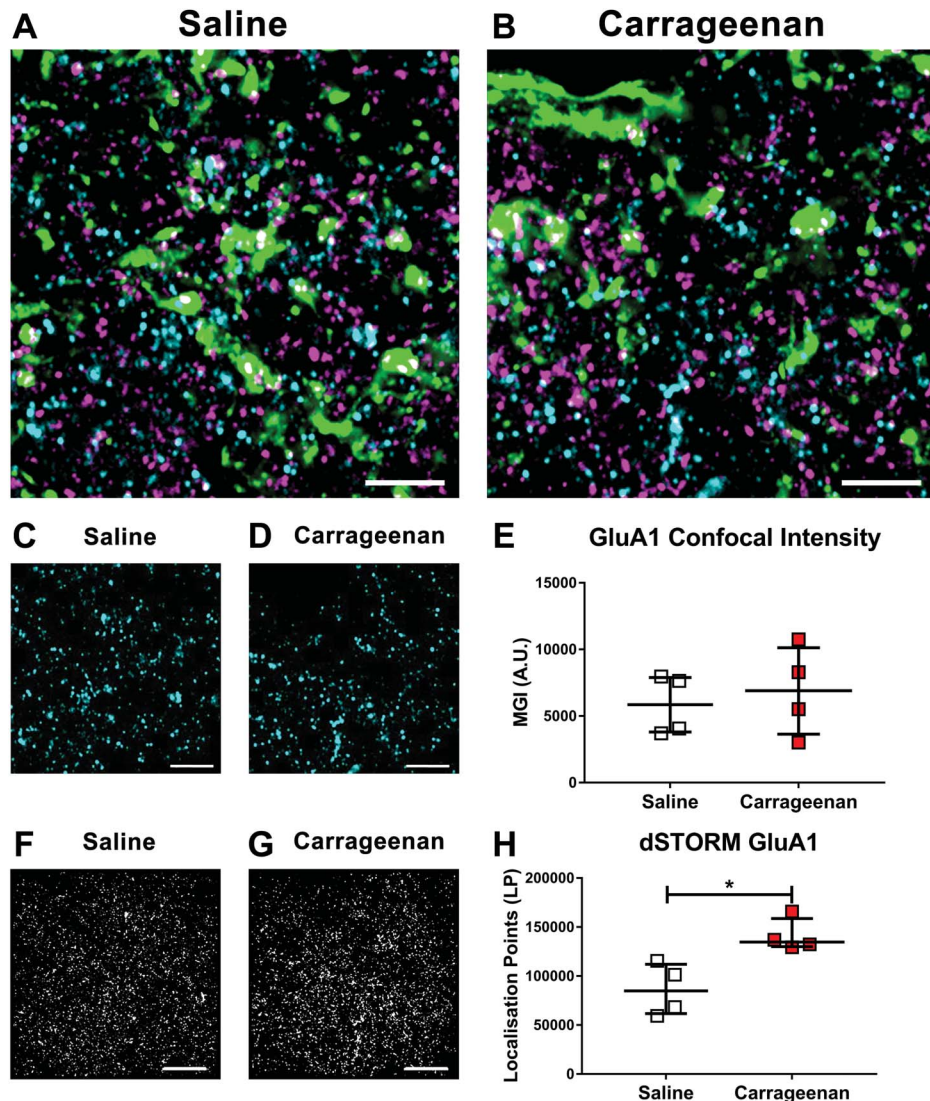 A Saline
B Carrageenan
C Saline
D Carrageenan
E GluA1 Confocal Intensity
15000
10000
5000
0
MGI (A.U.)
Saline Carrageenan
F Saline
G Carrageenan
H dSTORM GluA1
200000
150000
100000
50000
0
Localisation Points (LP)
*
Saline Carrageenan